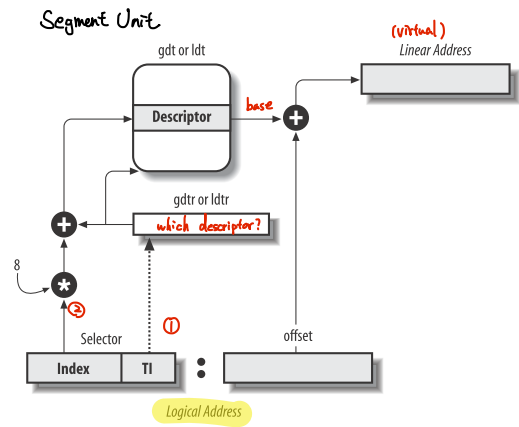 Segment Unit
(virtual)
gdt or ldt
Linear Address
Descriptor
base
+
gdtr or ldtr
+
which descriptor?
8
*
②
①
Selector
offset
Index
TI
:
Logical Address